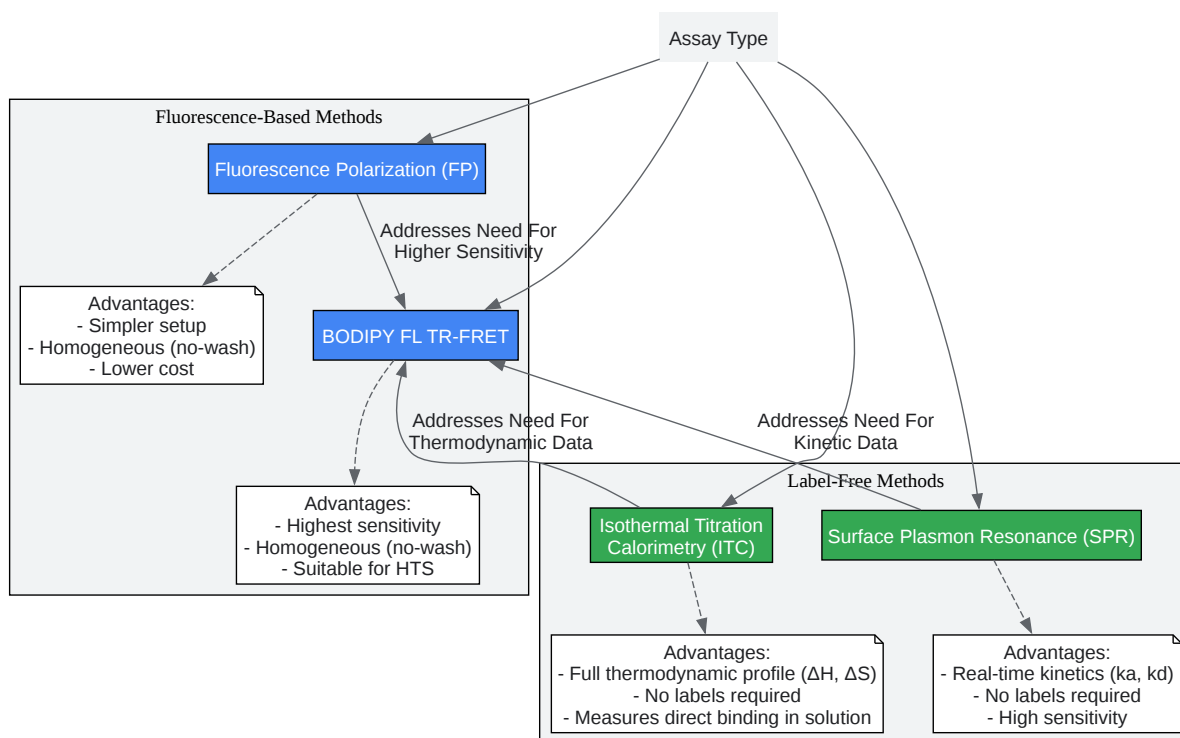 Assay Type
Fluorescence-Based Methods
Fluorescence Polarization (FP)
Addresses Need For
Higher Sensitivity
Advantages:
- Simpler setup
- Homogeneous (no-wash)
- Lower cost
BODIPY FL TR-FRET
Addresses Need For
Thermodynamic Data
Addresses Need For
Kinetic Data
Advantages:
- Highest sensitivity
- Homogeneous (no-wash)
- Suitable for HTS
Label-Free Methods
Isothermal Titration
Calorimetry (ITC)
Surface Plasmon Resonance (SPR)
Advantages:
- Full thermodynamic profile (ΔH, ΔS)
- No labels required
- Measures direct binding in solution
Advantages:
- Real-time kinetics (ka, kd)
- No labels required
- High sensitivity